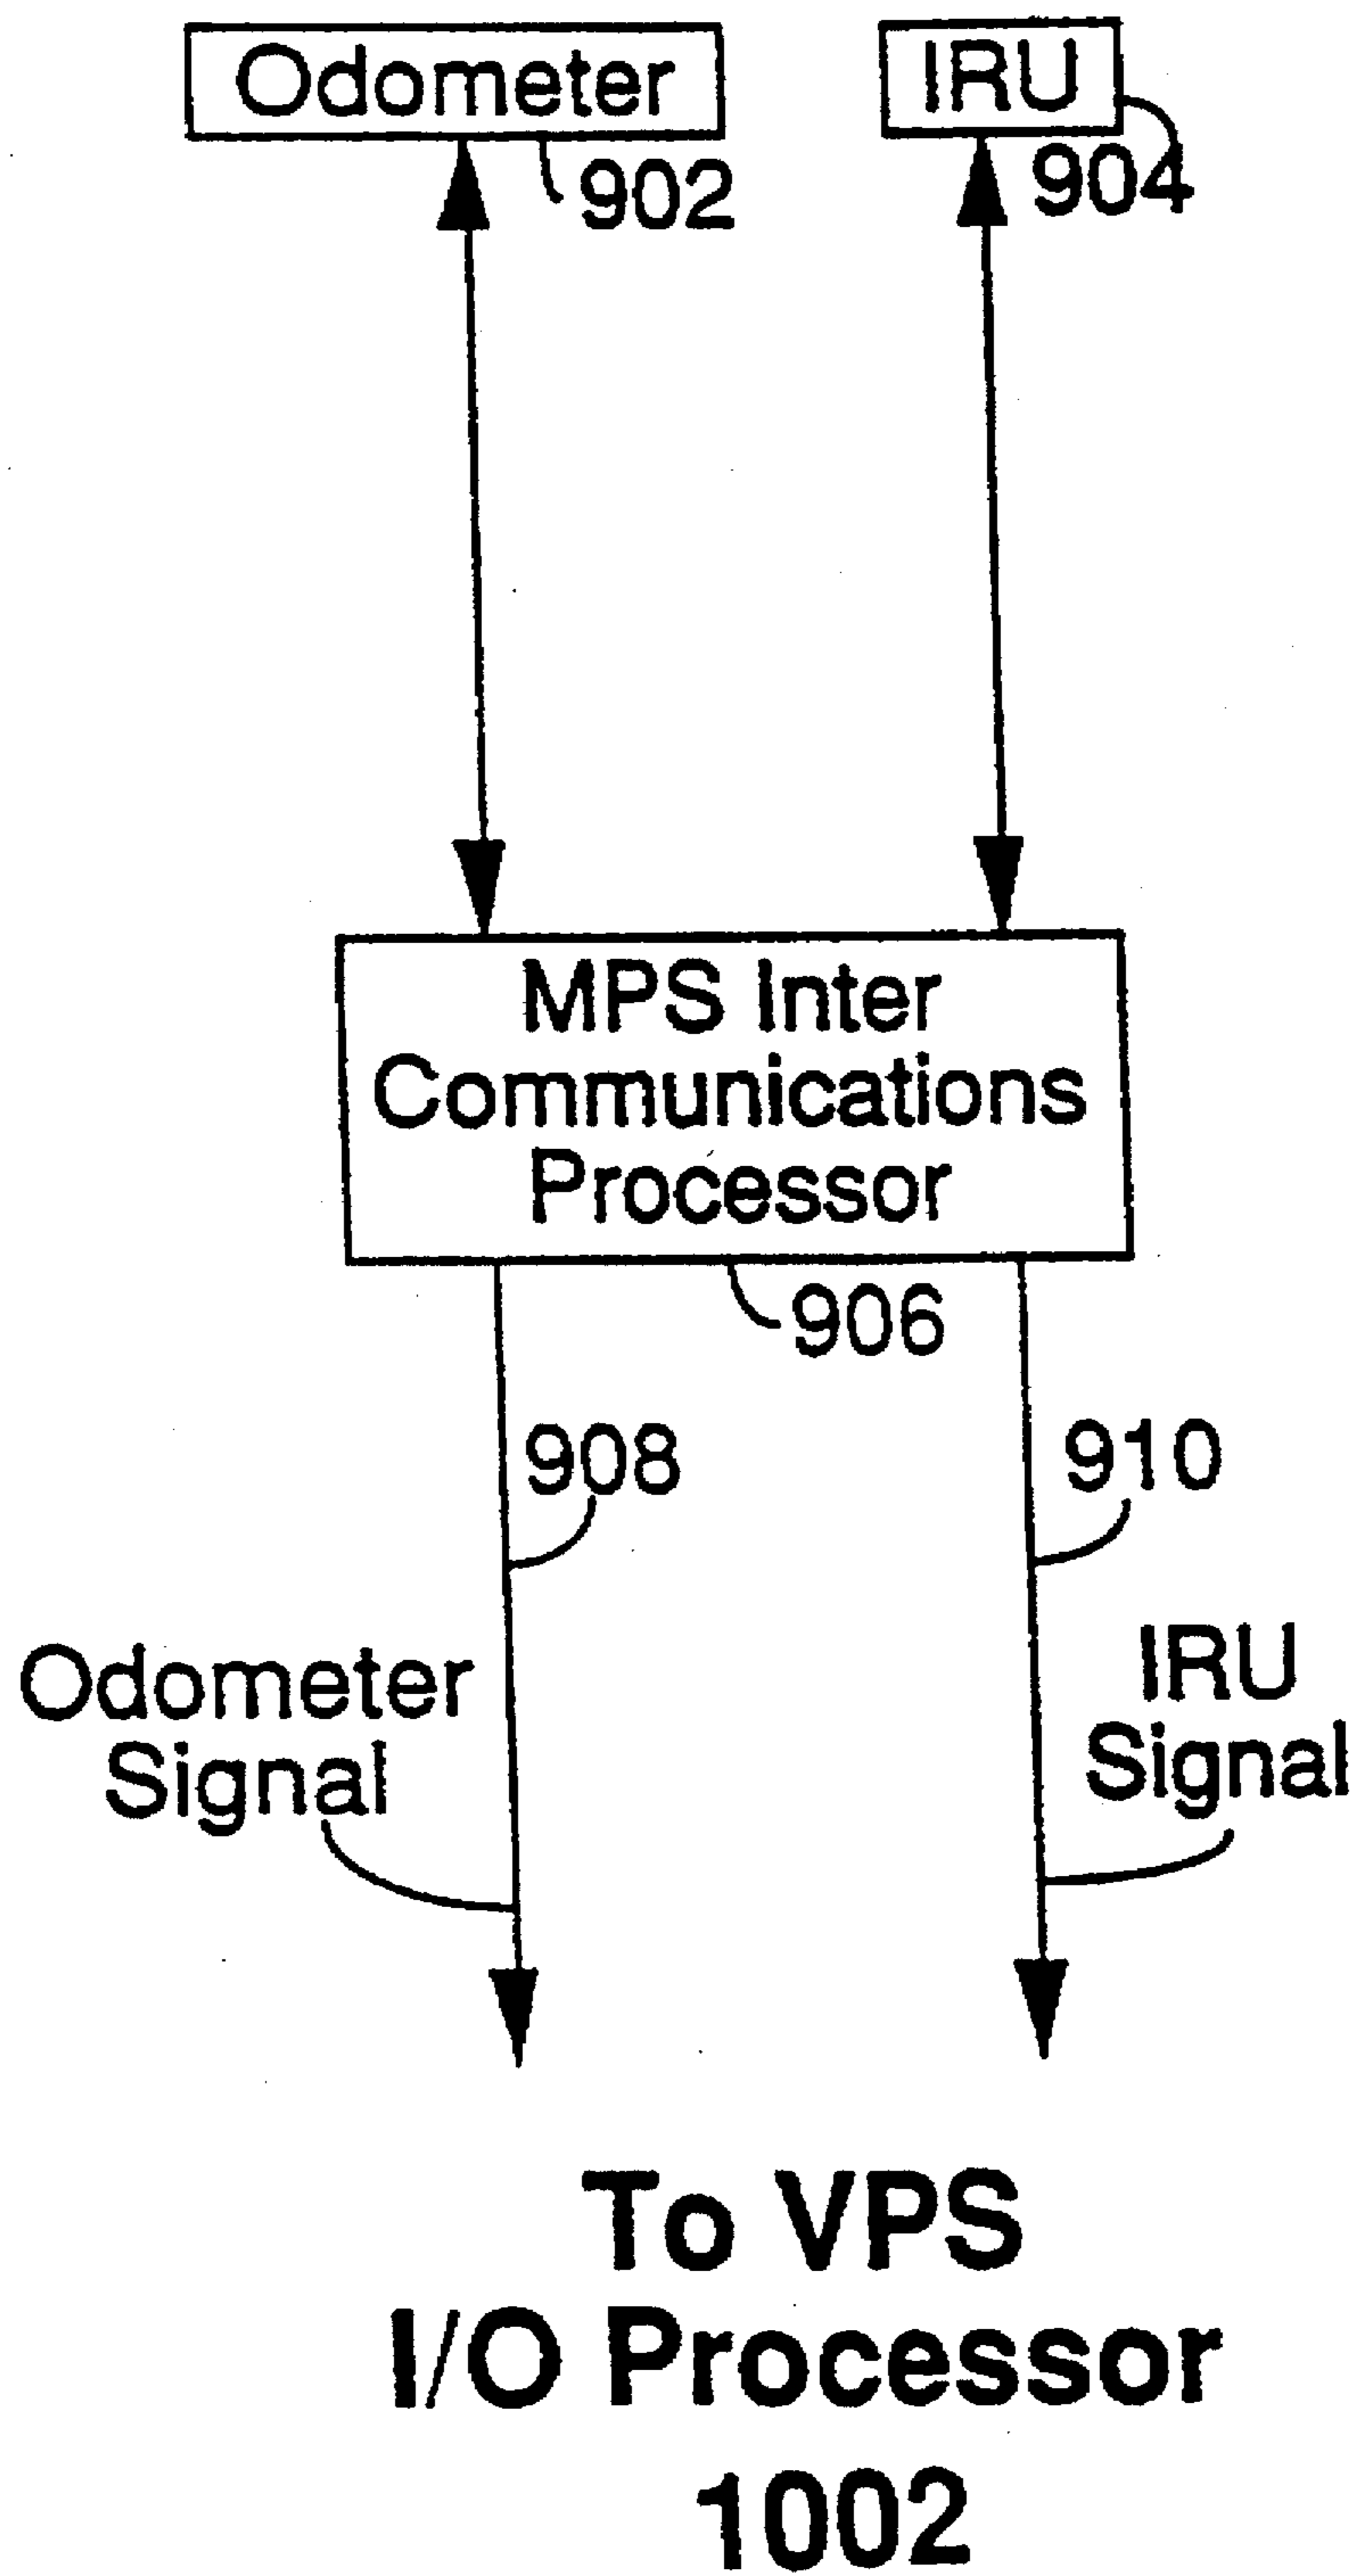 Odometer
IRU
902
904
MPS Inter
Communications
Processor
906
908
910
Odometer
Signal
IRU
Signal
To VPS
I/O Processor
1002